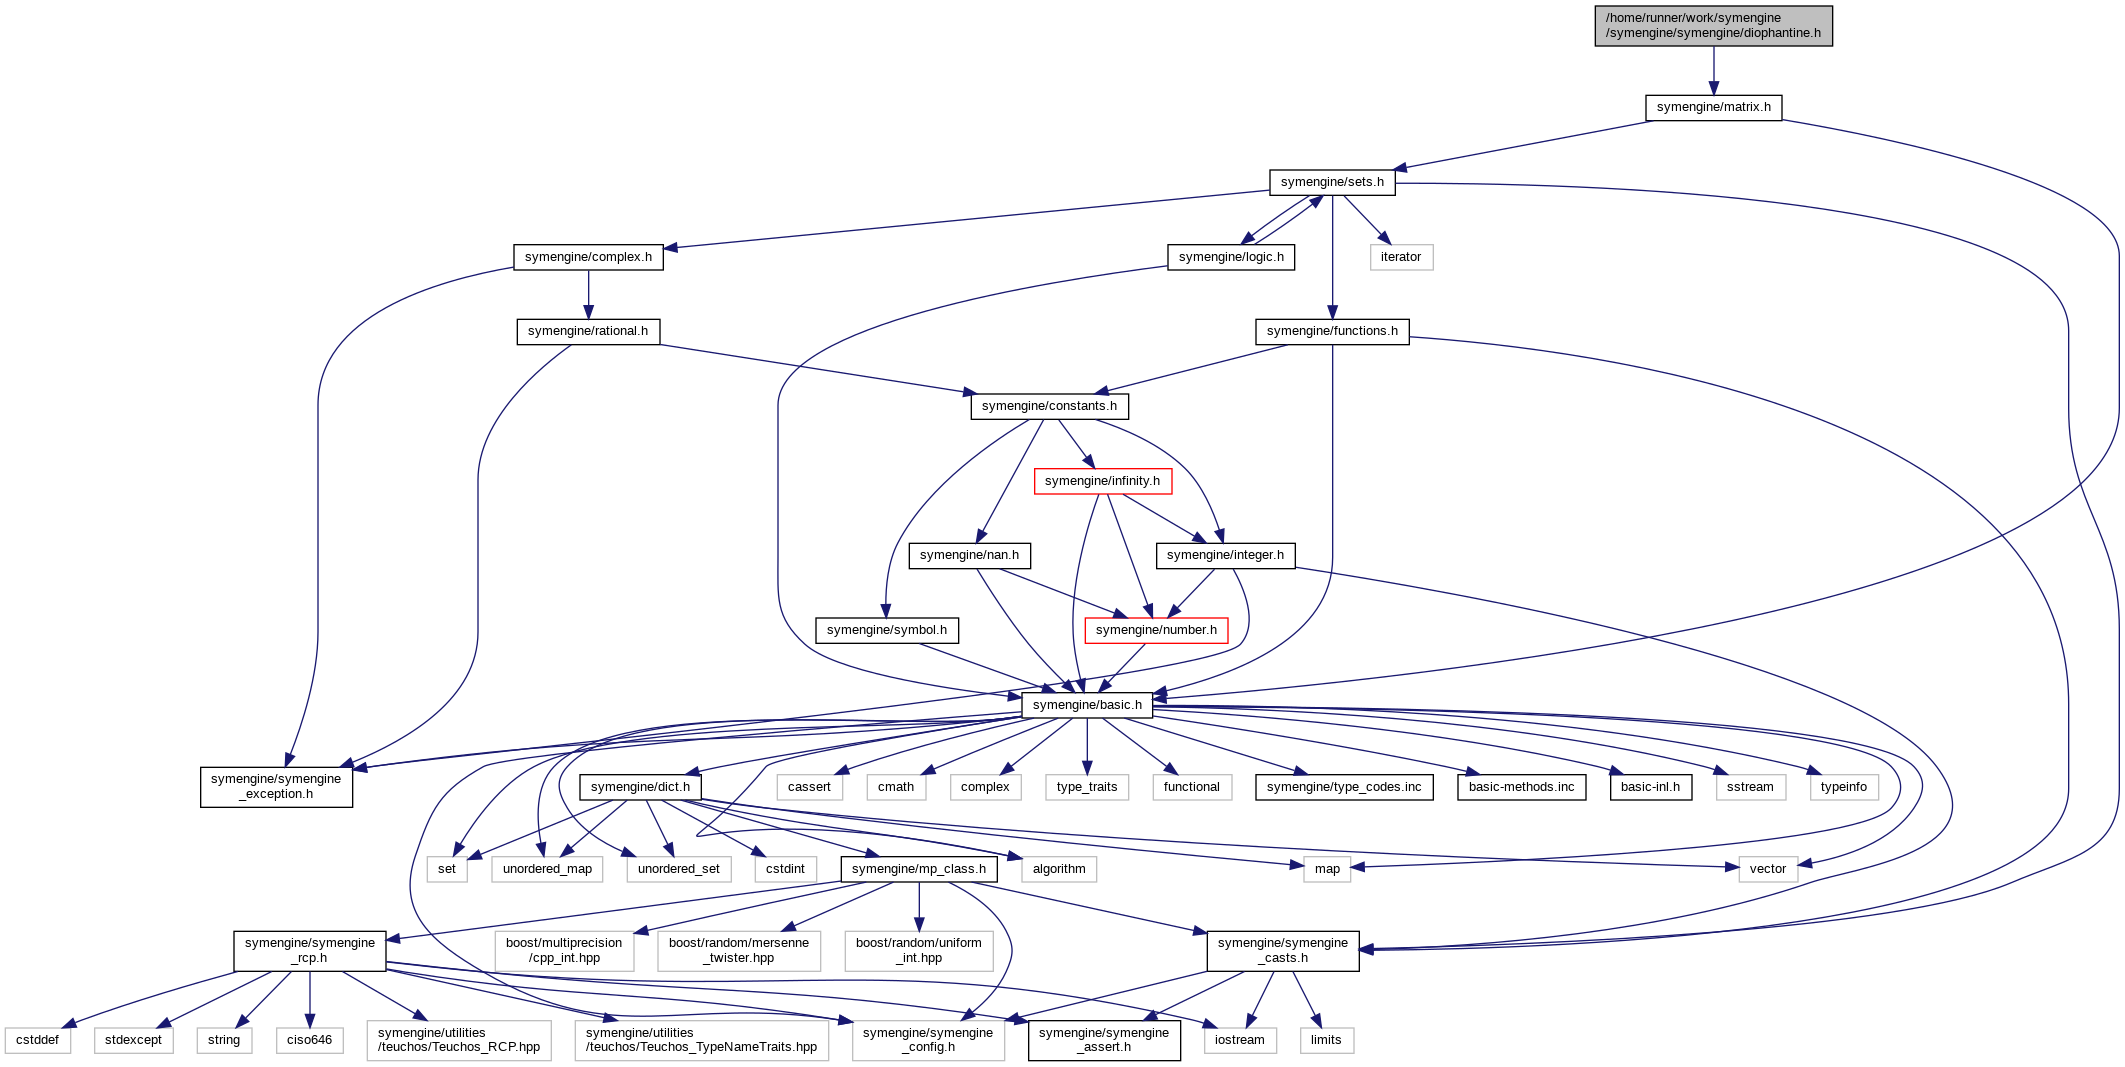 /home/runner/work/symengine
/symengine/symengine/diophantine.h
symengine/matrix.h
symengine/sets.h
symengine/complex.h
symengine/logic.h
iterator
symengine/rational.h
symengine/functions.h
symengine/constants.h
symengine/infinity.h
symengine/nan.h
symengine/integer.h
symengine/symbol.h
symengine/number.h
symengine/basic.h
symengine/symengine
_exception.h
symengine/dict.h
cassert
cmath
complex
type_traits
functional
symengine/type_codes.inc
basic-methods.inc
basic-inl.h
sstream
typeinfo
set
unordered_map
unordered_set
cstdint
symengine/mp_class.h
algorithm
map
vector
symengine/symengine
_rcp.h
boost/multiprecision
/cpp_int.hpp
boost/random/mersenne
_twister.hpp
boost/random/uniform
_int.hpp
symengine/symengine
_casts.h
cstddef
stdexcept
string
ciso646
symengine/utilities
/teuchos/Teuchos_RCP.hpp
symengine/utilities
/teuchos/Teuchos_TypeNameTraits.hpp
symengine/symengine
_config.h
symengine/symengine
_assert.h
iostream
limits